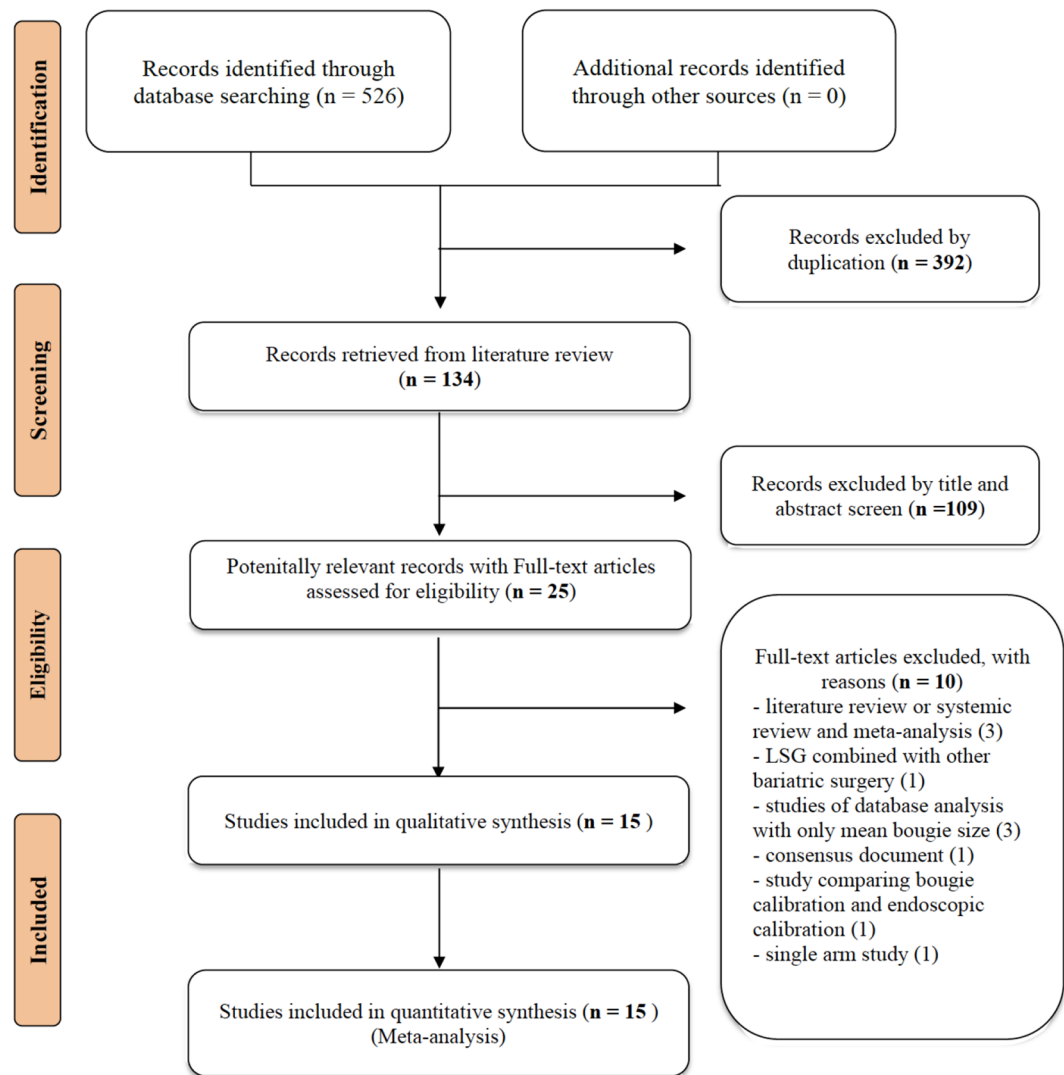 Identification
Records identified through
database searching (n = 526)
Additional records identified
through other sources (n = 0)
Records excluded by
duplication (n = 392)
Screening
Records retrieved from literature review
(n = 134)
Records excluded by title and
abstract screen (n =109)
Eligibility
Potenitally relevant records with Full-text articles
assessed for eligibility (n = 25)
Full-text articles excluded, with
reasons (n = 10)
- literature review or systemic
review and meta-analysis (3)
- LSG combined with other
bariatric surgery (1)
- studies of database analysis
with only mean bougie size (3)
- consensus document (1)
- study comparing bougie
calibration and endoscopic
calibration (1)
- single arm study (1)
Included
Studies included in qualitative synthesis (n = 15 )
Studies included in quantitative synthesis (n = 15 )
(Meta-analysis)